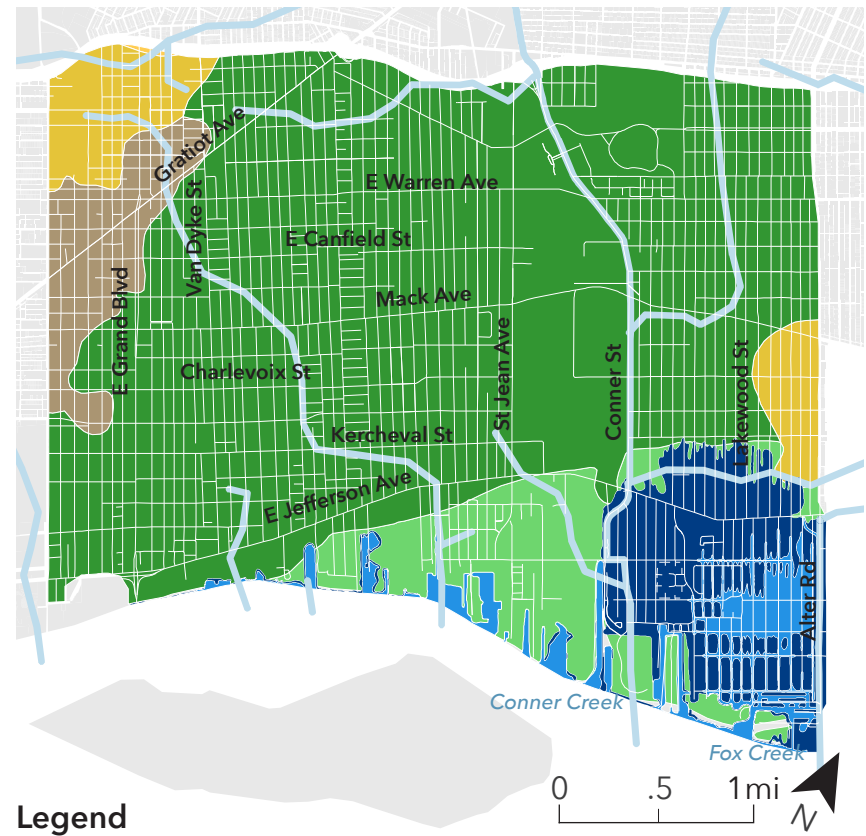 Gratiot Ave
E Warren Ave
Van Dyke St
E Canfield St
E Grand Blvd
Mack Ave
Charlevoix St
St Jean Ave
Conner St
Lakewood St
Kercheval St
E Jefferson Ave
Alter Rd
Conner Creek
Fox Creek
0 .5 1mi
N
Legend